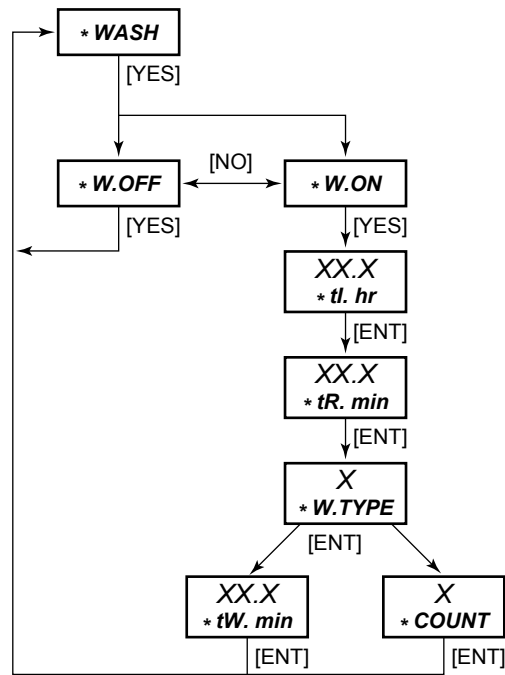 * WASH
[YES]
[NO]
* W.OFF
* W.ON
[YES]
[YES]
XX.X
* tI. hr
[ENT]
XX.X
* tR. min
[ENT]
X
* W.TYPE
[ENT]
XX.X
* tW. min
X
* COUNT
[ENT]
[ENT]